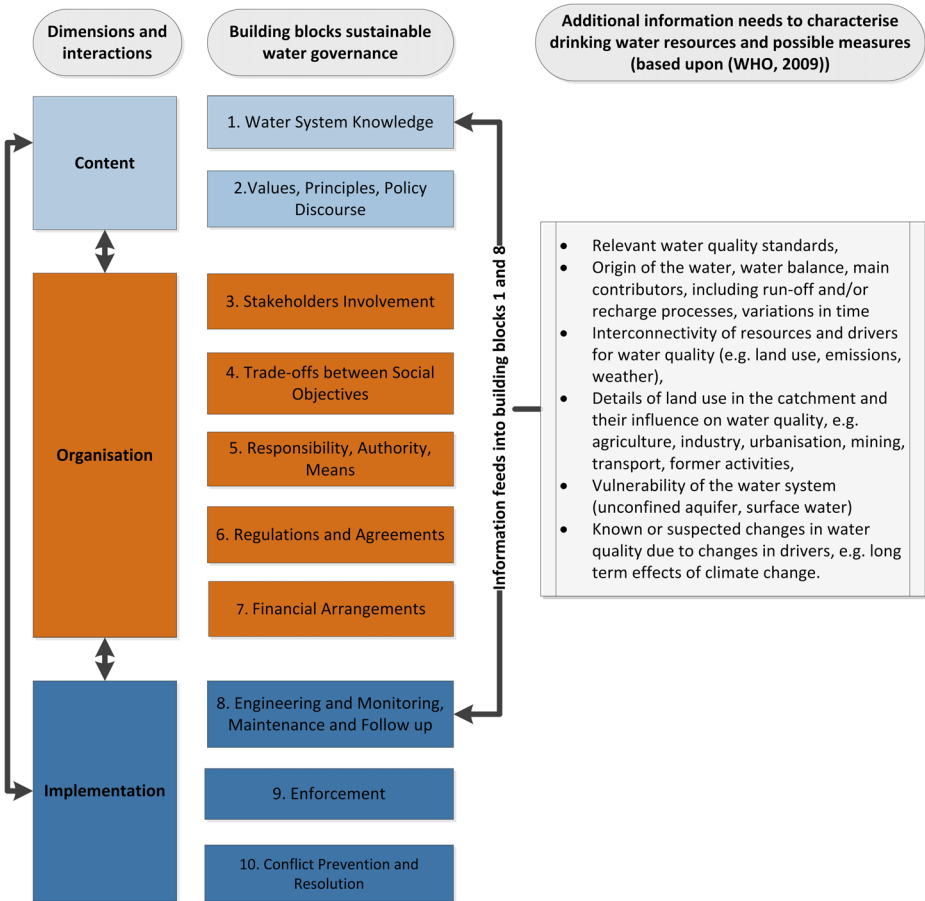 Dimensions and
interactions
Building blocks sustainable
water governance
Additional information needs to characterise
drinking water resources and possible measures
(based upon (WHO, 2009))
Content
1. Water System Knowledge
2.Values, Principles, Policy
Discourse
Organisation
3. Stakeholders Involvement
4. Trade-offs between Social
Objectives
5. Responsibility, Authority,
Means
6. Regulations and Agreements
7. Financial Arrangements
Implementation
8. Engineering and Monitoring,
Maintenance and Follow up
9. Enforcement
10. Conflict Prevention and
Resolution
Information feeds into building blocks 1 and 8
• Relevant water quality standards,
• Origin of the water, water balance, main
contributors, including run-off and/or
recharge processes, variations in time
• Interconnectivity of resources and drivers
for water quality (e.g. land use, emissions,
weather),
• Details of land use in the catchment and
their influence on water quality, e.g.
agriculture, industry, urbanisation, mining,
transport, former activities,
• Vulnerability of the water system
(unconfined aquifer, surface water)
• Known or suspected changes in water
quality due to changes in drivers, e.g. long
term effects of climate change.